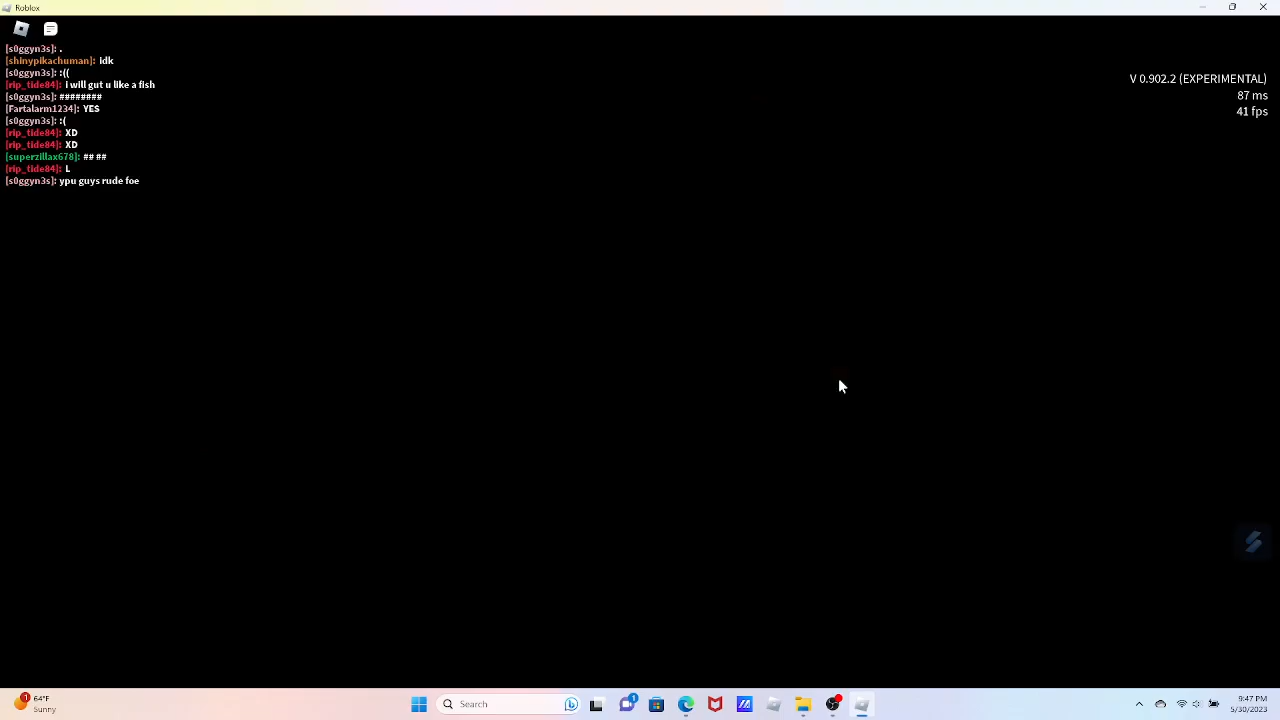 Roblox
[s0ggyn3s]: .
[shinypikachuman]: idk
[s0ggyn3s]: :((
[rip_tide84]: I will gut u like a fish
[s0ggyn3s]: ########
[Fartalarm1234]: YES
[s0ggyn3s]: :(
[rip_tide84]: XD
[rip_tide84]: XD
[superzillax678]: ## ##
[rip_tide84]: L
[s0ggyn3s]: ypu guys rude foe
V 0.902.2 (EXPERIMENTAL)
87 ms
41 fps
1
64°F
Sunny
Search
1
9:47 PM
5/30/2023